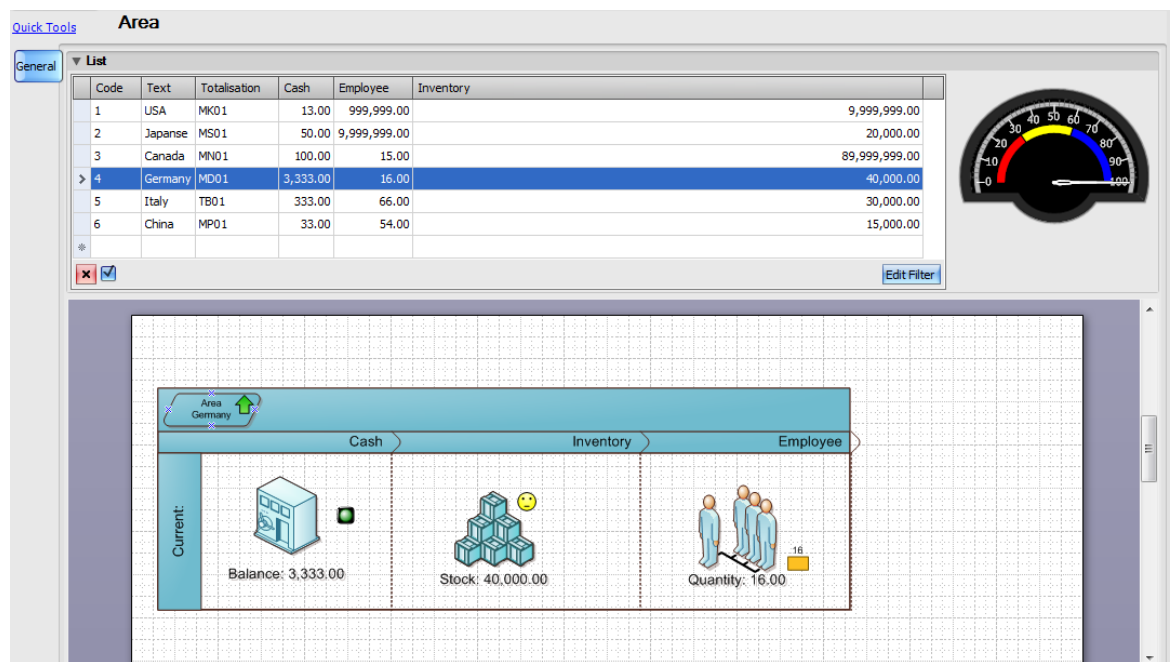 Quick Tools
Area
General
List
Code Text Totalisation Cash Employee Inventory
1 USA MK01 13.00 999,999.00 9,999,999.00
2 Japanse MS01 50.00 9,999,999.00 20,000.00
3 Canada MN01 100.00 15.00 89,999,999.00
4 Germany MD01 3,333.00 16.00 40,000.00
5 Italy TB01 333.00 66.00 30,000.00
6 China MP01 33.00 54.00 15,000.00
Edit Filter
0 10 20 30 40 50 60 70 80 90 100
Area
Germany
Cash Inventory Employee
Current:
16
Balance: 3,333.00
Stock: 40,000.00
Quantity: 16.00